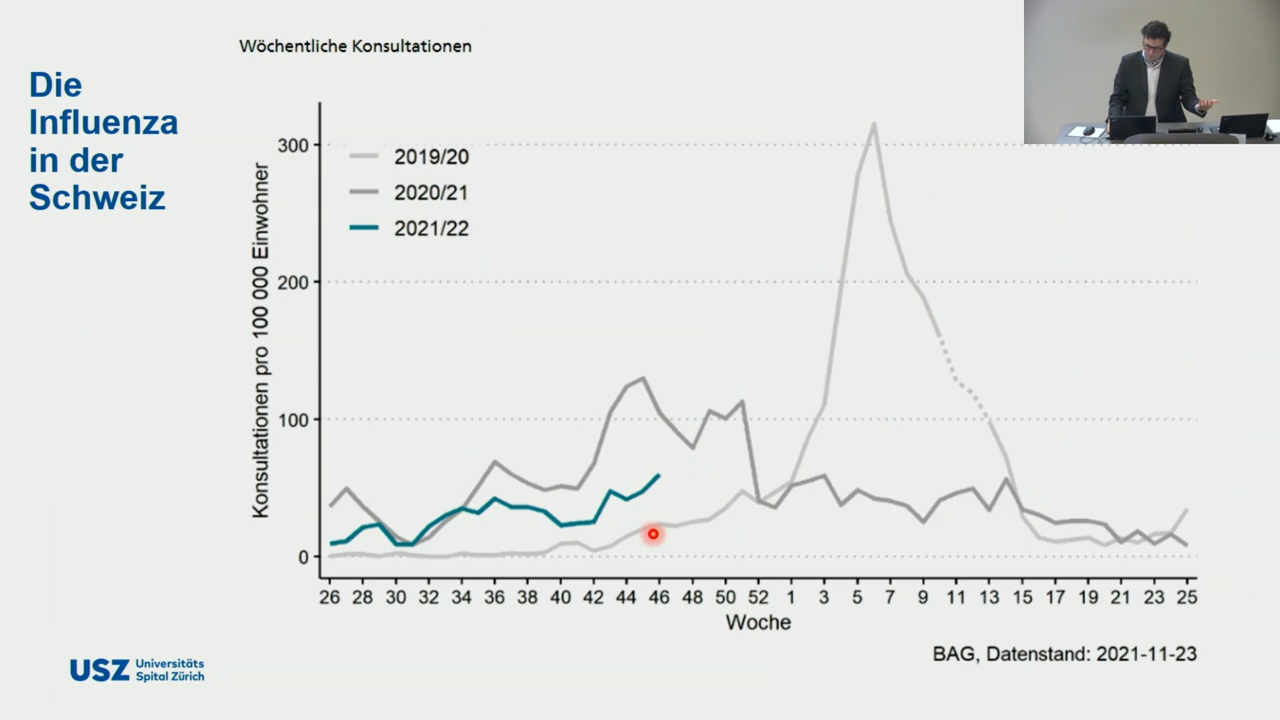 Wöchentliche Konsultationen
Die
Influenza
in der
Schweiz
Konsultationen pro 100 000 Einwohner
300
200
100
0
2019/20
2020/21
2021/22
26 28 30 32 34 36 38 40 42 44 46 48 50 52 1 3 5 7 9 11 13 15 17 19 21 23 25
Woche
BAG, Datenstand: 2021-11-23
USZ Universitäts
Spital Zürich